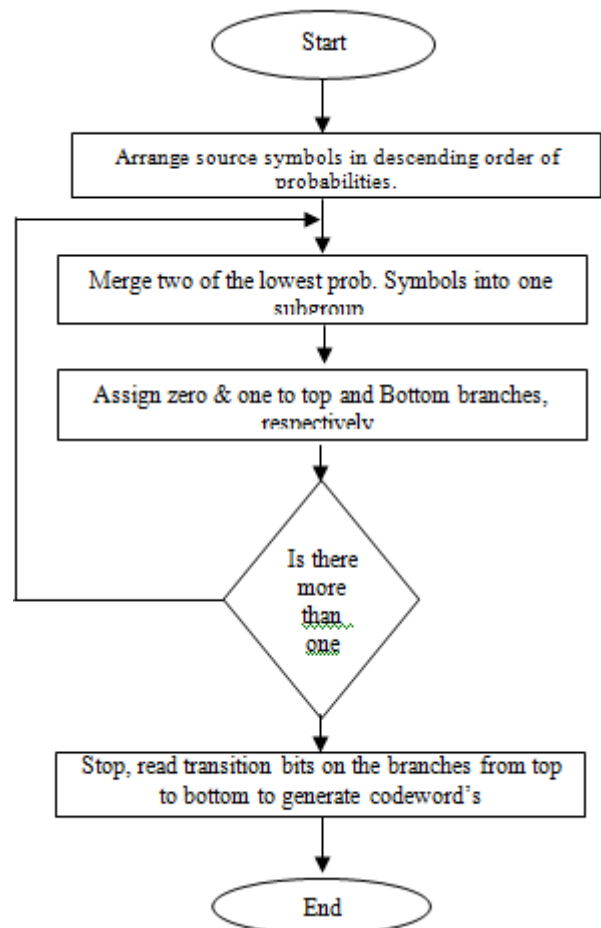 Start
Arrange source symbols in descending order of
probabilities.
Merge two of the lowest prob. Symbols into one
subgroup
Assign zero & one to top and Bottom branches,
respectively
Is there
more
than
one
Stop, read transition bits on the branches from top
to bottom to generate codeword's
End